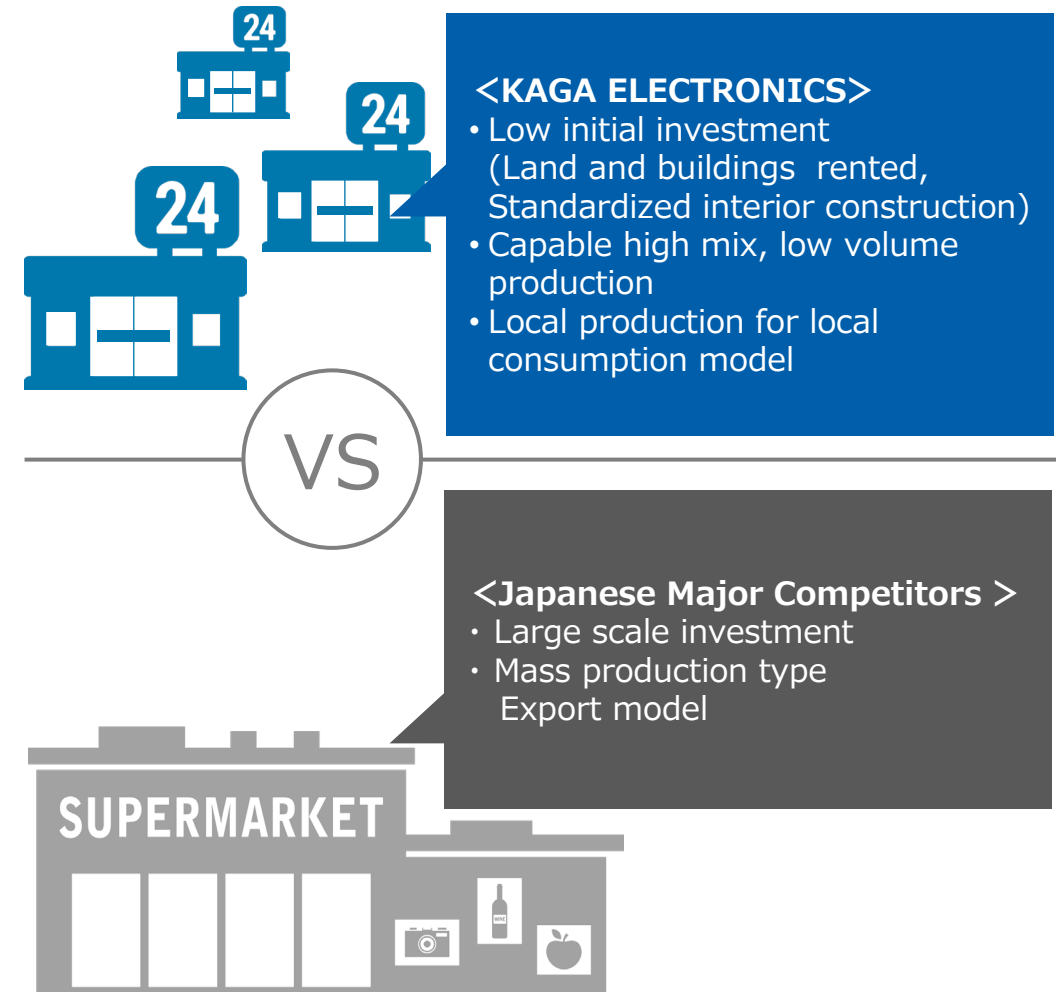 24
24
24
<KAGA ELECTRONICS>
• Low initial investment
(Land and buildings rented,
Standardized interior construction)
• Capable high mix, low volume
production
• Local production for local
consumption model
VS
<Japanese Major Competitors >
・ Large scale investment
・ Mass production type
Export model
SUPERMARKET
WINE